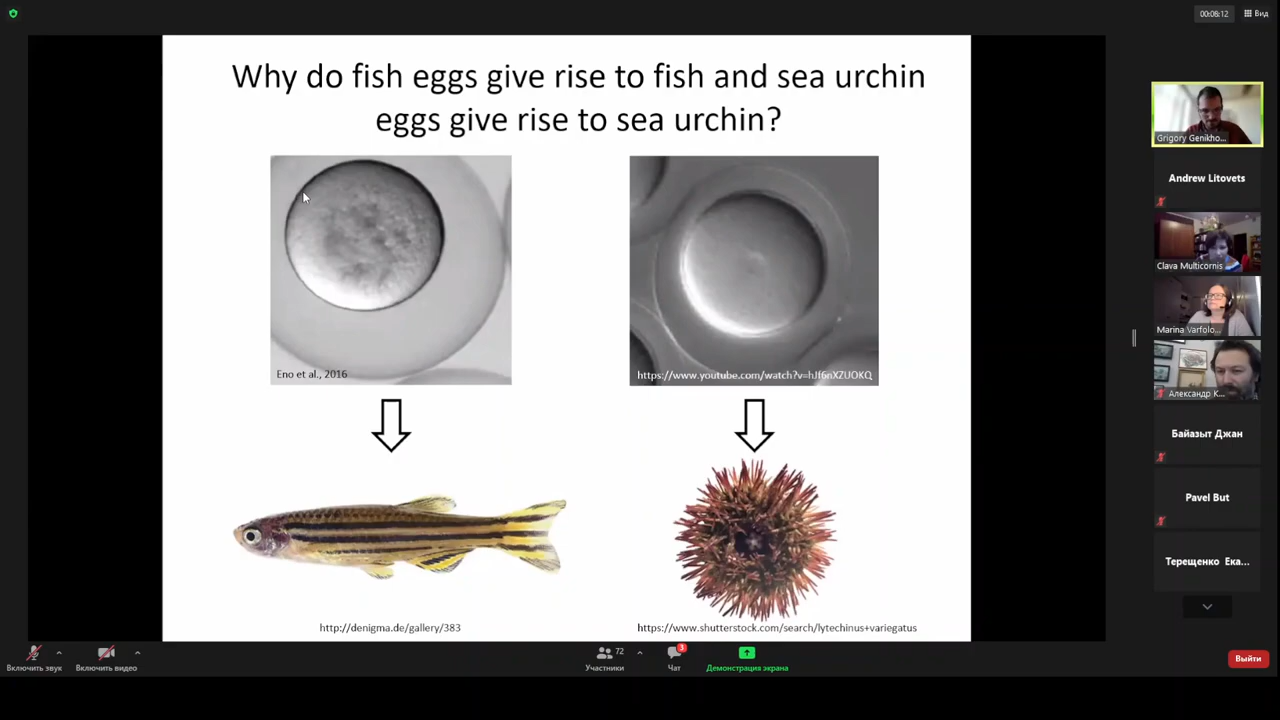 00:08:12
Вид
Why do fish eggs give rise to fish and sea urchin
eggs give rise to sea urchin?
Eno et al., 2016
https://www.youtube.com/watch?v=hJf6nXZUOKQ
http://denigma.de/gallery/383
https://www.shutterstock.com/search/lytechinus+variegatus
Grigory Genikho...
Andrew Litovets
Clava Multicornis
Marina Varfolo...
Александр К...
Байазыт Джан
Pavel But
Терещенко Ека...
Включить звук
Включить видео
72
Участники
3
Чат
Демонстрация экрана
Выйти